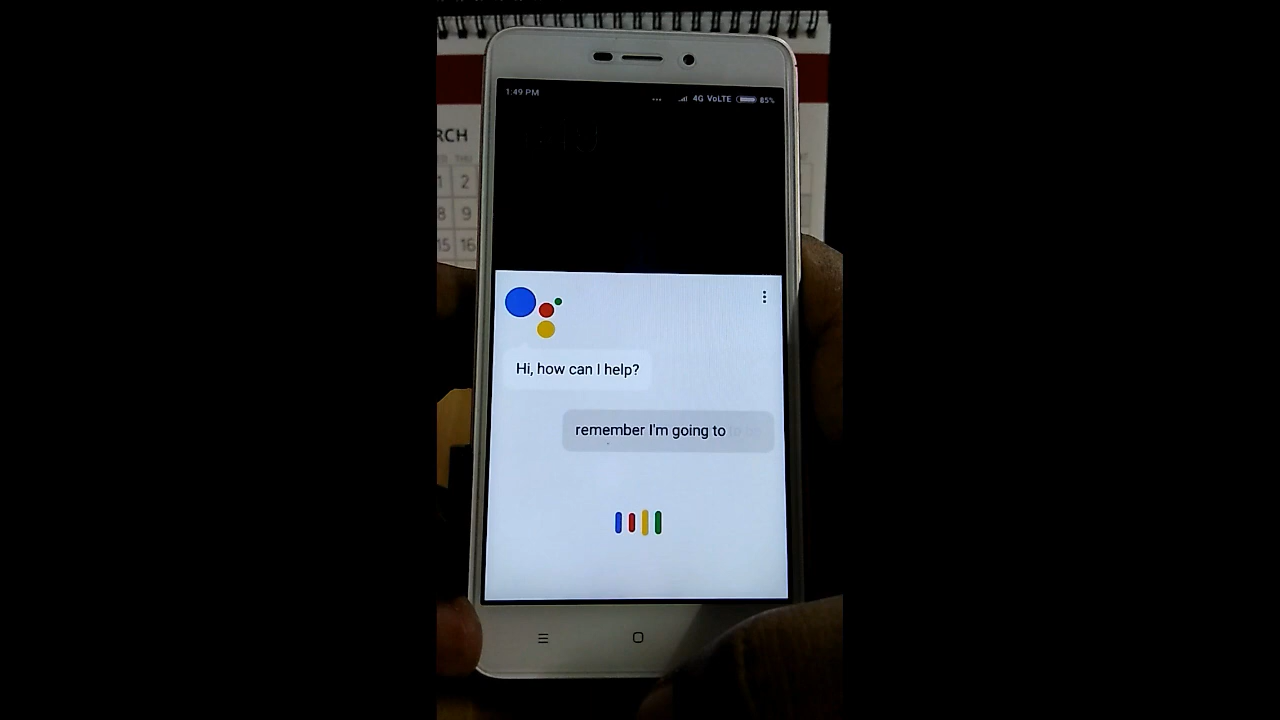 1:49 PM
... 4G VoLTE 85%
RCH
THU
1 2
8 9
15 16
Hi, how can I help?
remember I'm going to